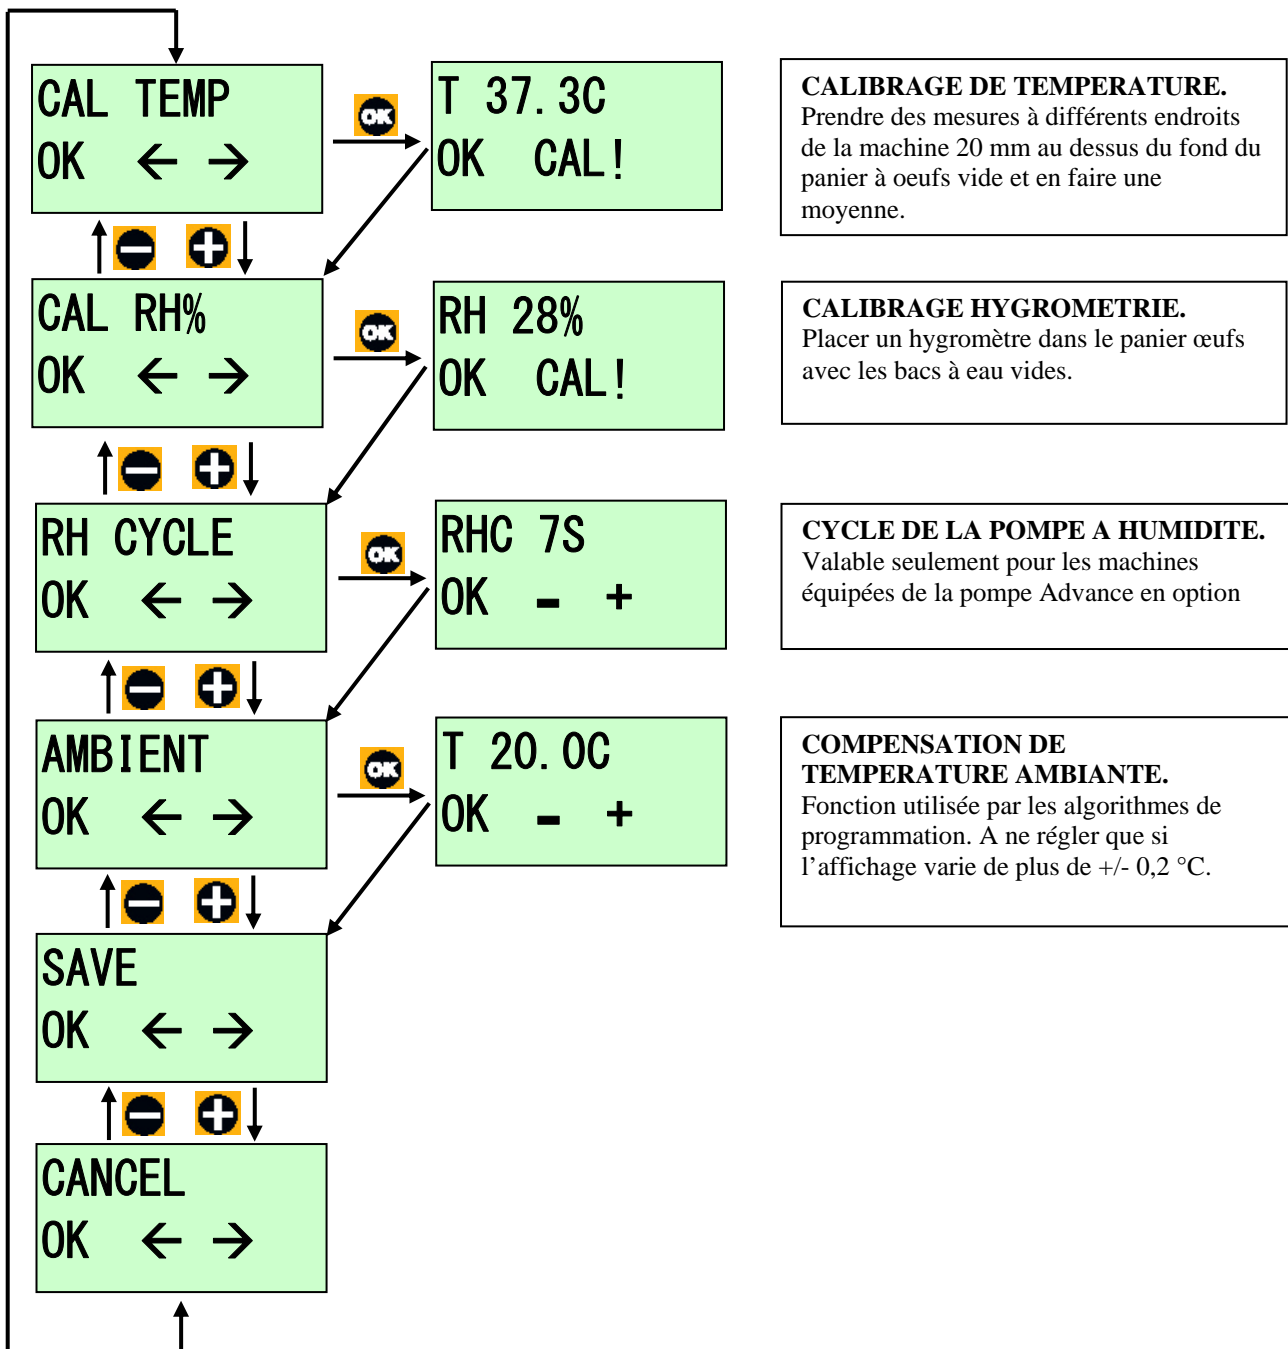 CAL TEMP
OK ← →
OK
T 37.3C
OK CAL!
CALIBRAGE DE TEMPERATURE.
Prendre des mesures à différents endroits
de la machine 20 mm au dessus du fond du
panier à oeufs vide et en faire une
moyenne.
CAL RH%
OK ← →
OK
RH 28%
OK CAL!
CALIBRAGE HYGROMETRIE.
Placer un hygromètre dans le panier œufs
avec les bacs à eau vides.
RH CYCLE
OK ← →
OK
RHC 7S
OK - +
CYCLE DE LA POMPE A HUMIDITE.
Valable seulement pour les machines
équipées de la pompe Advance en option
AMBIENT
OK ← →
OK
T 20.0C
OK - +
COMPENSATION DE
TEMPERATURE AMBIANTE.
Fonction utilisée par les algorithmes de
programmation. A ne régler que si
l’affichage varie de plus de +/- 0,2 °C.
SAVE
OK ← →
CANCEL
OK ← →